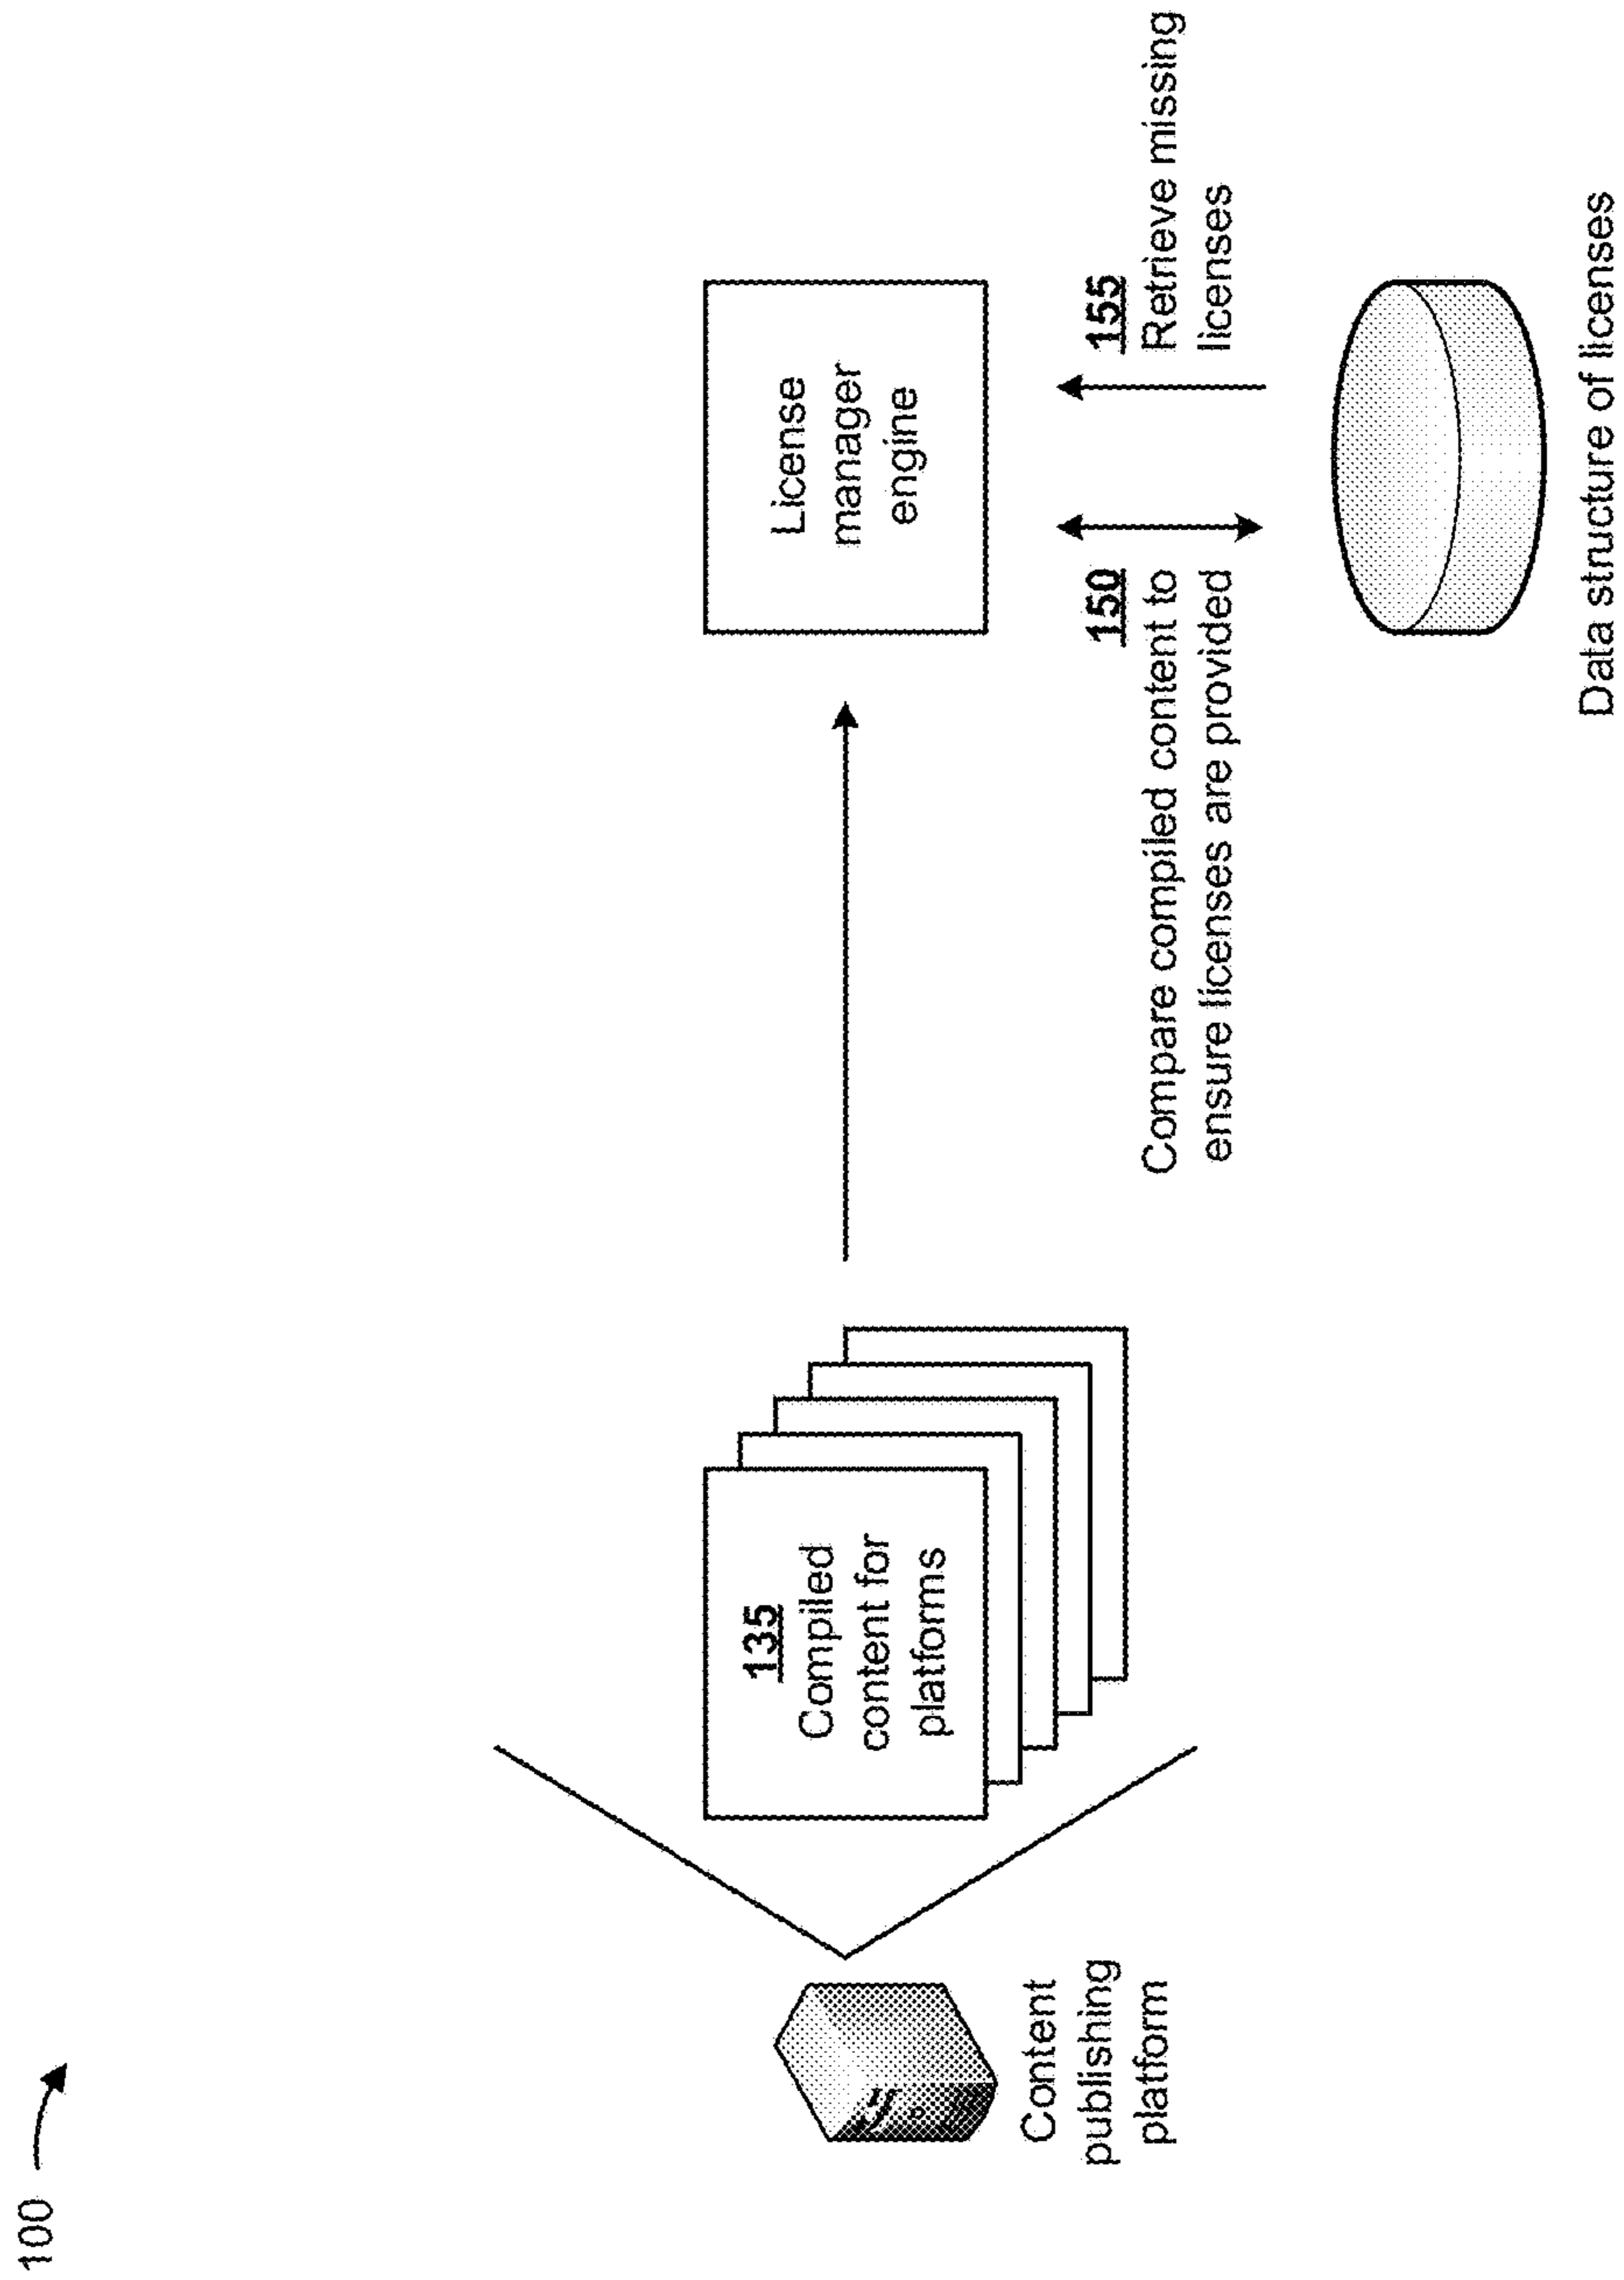 100
Content
publishing
platform
135
Compiled
content for
platforms
License
manager
engine
150
Compare compiled content to
ensure licenses are provided
155
Retrieve missing
licenses
Data structure of licenses